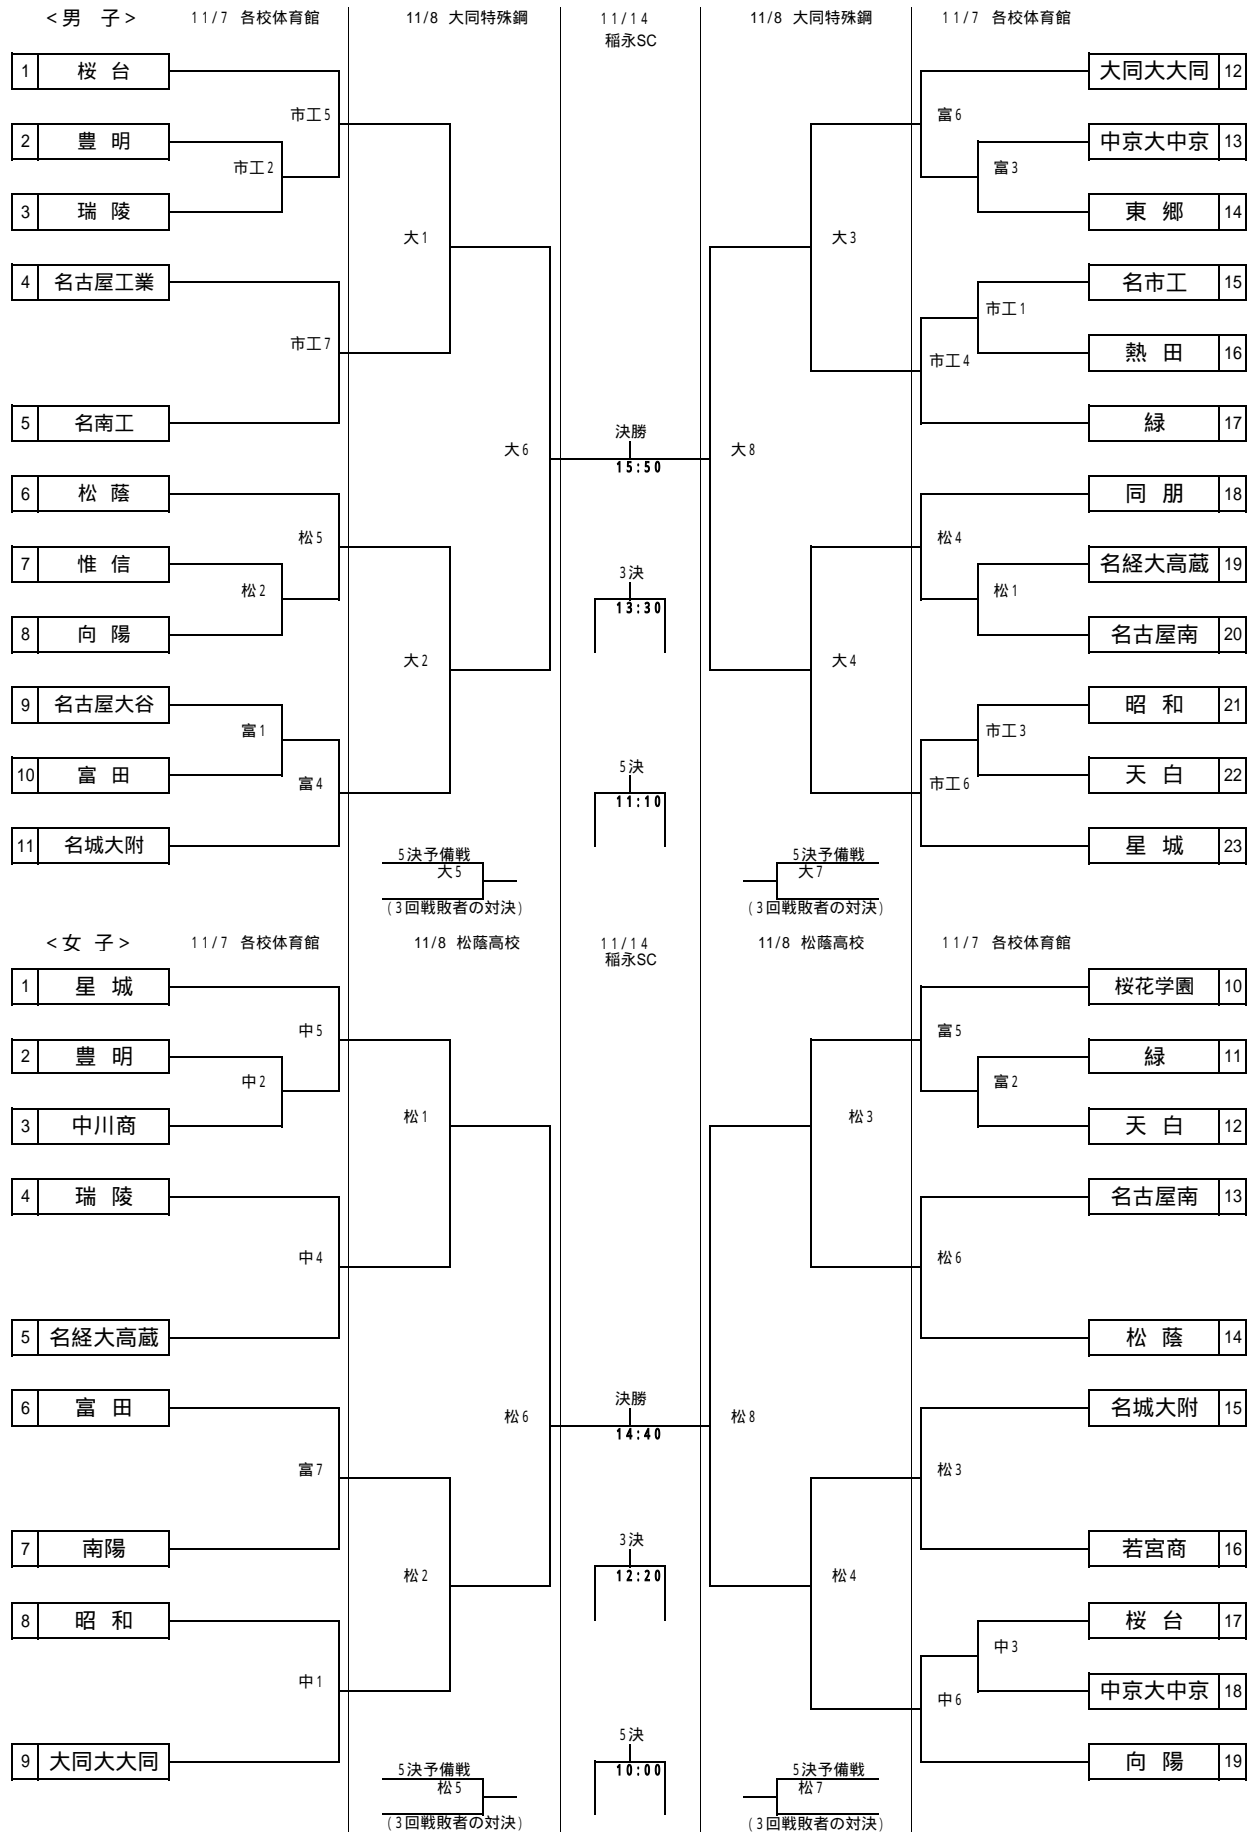 <男 子> 11/7 各校体育館 11/8 大同特殊鋼 11/14 11/8 大同特殊鋼 11/7 各校体育館
稲永SC
1 桜 台 大同大大同 12
市工5 富6
2 豊 明 中京大中京 13
市工2 富3
3 瑞 陵 東 郷 14
大1 大3
4 名古屋工業 名市工 15
市工1
市工7 熱 田 16
市工4
5 名南工 緑 17
決勝
大6 大8
15:50
6 松 蔭 同 朋 18
松5 松4
7 惟 信 名経大高蔵 19
3決
松2 松1
13:30
8 向 陽 名古屋南 20
大2 大4
9 名古屋大谷 昭 和 21
富1 市工3
5決
10 富 田 天 白 22
富4 市工6
11:10
11 名城大附 星 城 23
5決予備戦 5決予備戦
大5 大7
(3回戦敗者の対決) (3回戦敗者の対決)
<女 子> 11/7 各校体育館 11/8 松蔭高校 11/14 11/8 松蔭高校 11/7 各校体育館
稲永SC
1 星 城 桜花学園 10
中5 富5
2 豊 明 緑 11
中2 富2
3 中川商 松1 松3 天 白 12
4 瑞 陵 名古屋南 13
中4 松6
5 名経大高蔵 松 蔭 14
決勝
6 富 田 名城大附 15
松6 松8
14:40
富7 松3
3決
7 南陽 若宮商 16
松2 12:20 松4
8 昭 和 桜 台 17
中3
中1 中京大中京 18
中6
5決
9 大同大大同 向 陽 19
5決予備戦 10:00 5決予備戦
松5 松7
(3回戦敗者の対決) (3回戦敗者の対決)